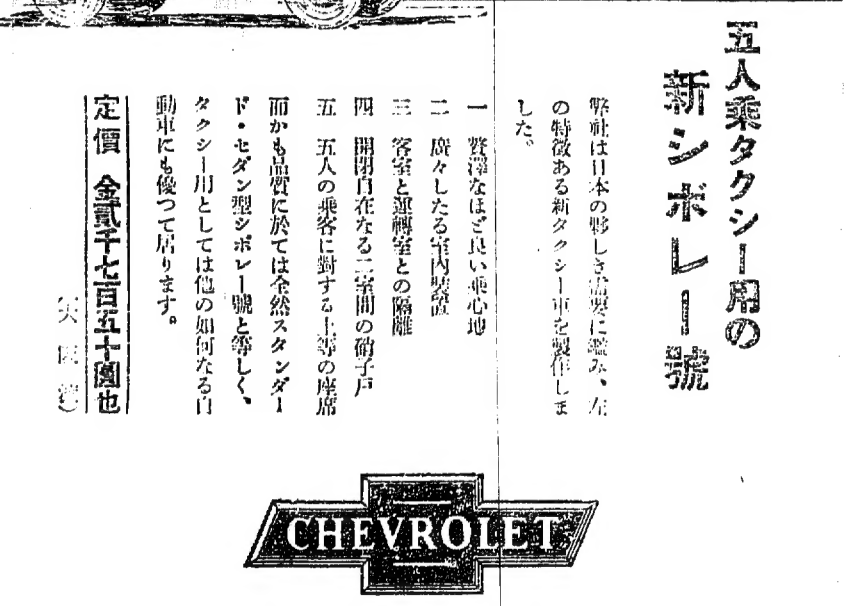 五人乗タクシー用の
新シボレー號
弊社は日本の夥しき需要に鑑み、左
の特徴ある新タクシー車を製作しま
した。
一 贅澤なほど良い乗心地
二 廣々したる室内装置
三 客室と運轉室との隔離
四 開閉自在なる二室間の硝子戸
五 五人の乗客に對する上等の座席
而かも品質に於ては全然スタンダー
ド・セダン型シボレー號と等しく、
タクシー用としては他の如何なる自
動車にも優つて居ります。
定價 金貳千七百五十圓也
(大阪渡)
CHEVROLET